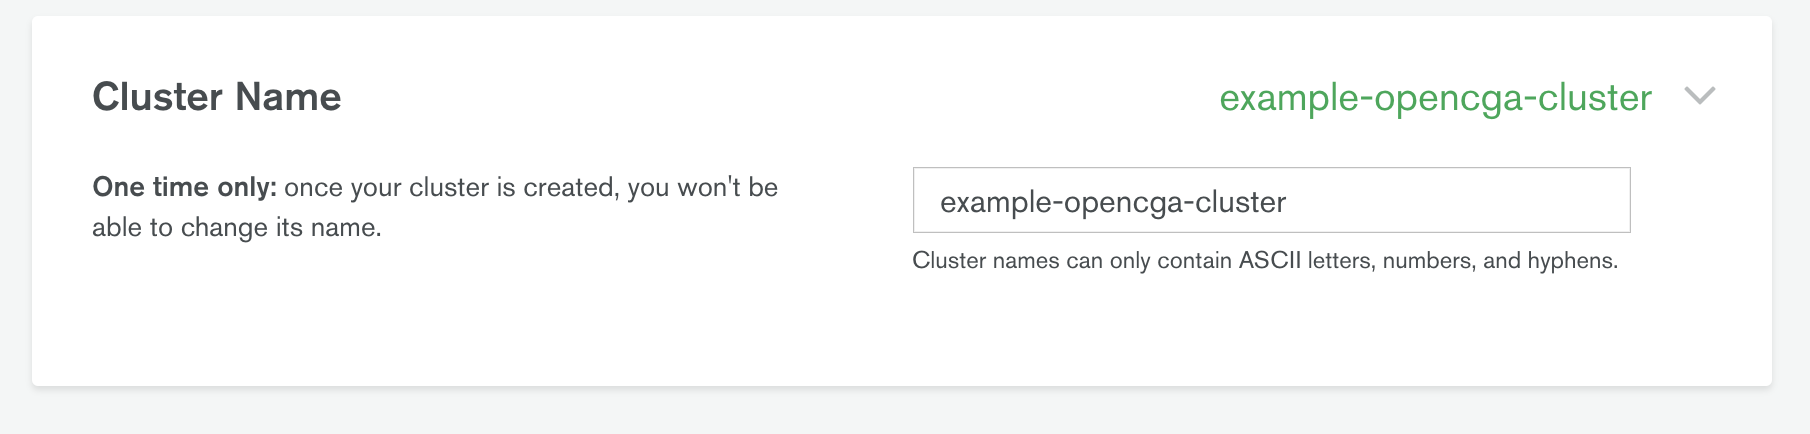 Cluster Name
example-opencga-cluster
One time only: once your cluster is created, you won't be
able to change its name.
example-opencga-cluster
Cluster names can only contain ASCII letters, numbers, and hyphens.